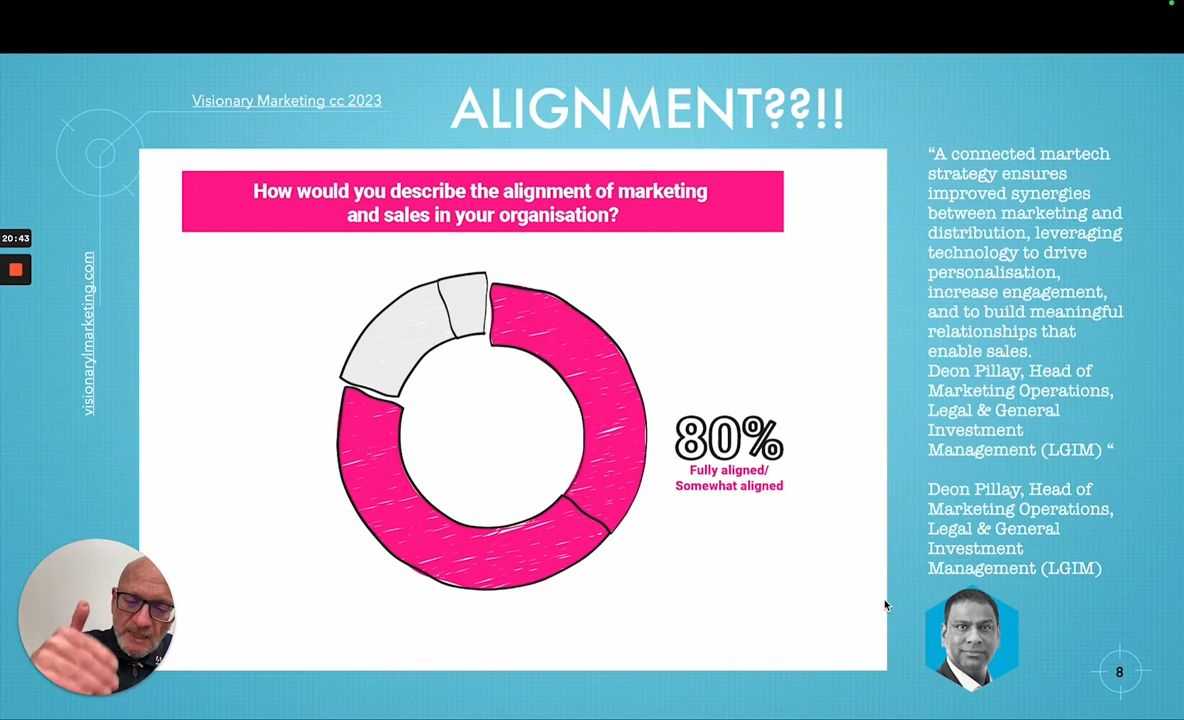 Visionary Marketing cc 2023
ALIGNMENT??!!
How would you describe the alignment of marketing
and sales in your organisation?
80%
Fully aligned/
Somewhat aligned
“A connected martech
strategy ensures
improved synergies
between marketing and
distribution, leveraging
technology to drive
personalisation,
increase engagement,
and to build meaningful
relationships that
enable sales.
Deon Pillay, Head of
Marketing Operations,
Legal & General
Investment
Management (LGIM) “
Deon Pillay, Head of
Marketing Operations,
Legal & General
Investment
Management (LGIM)
20:43
visionarylmarketing.com
8